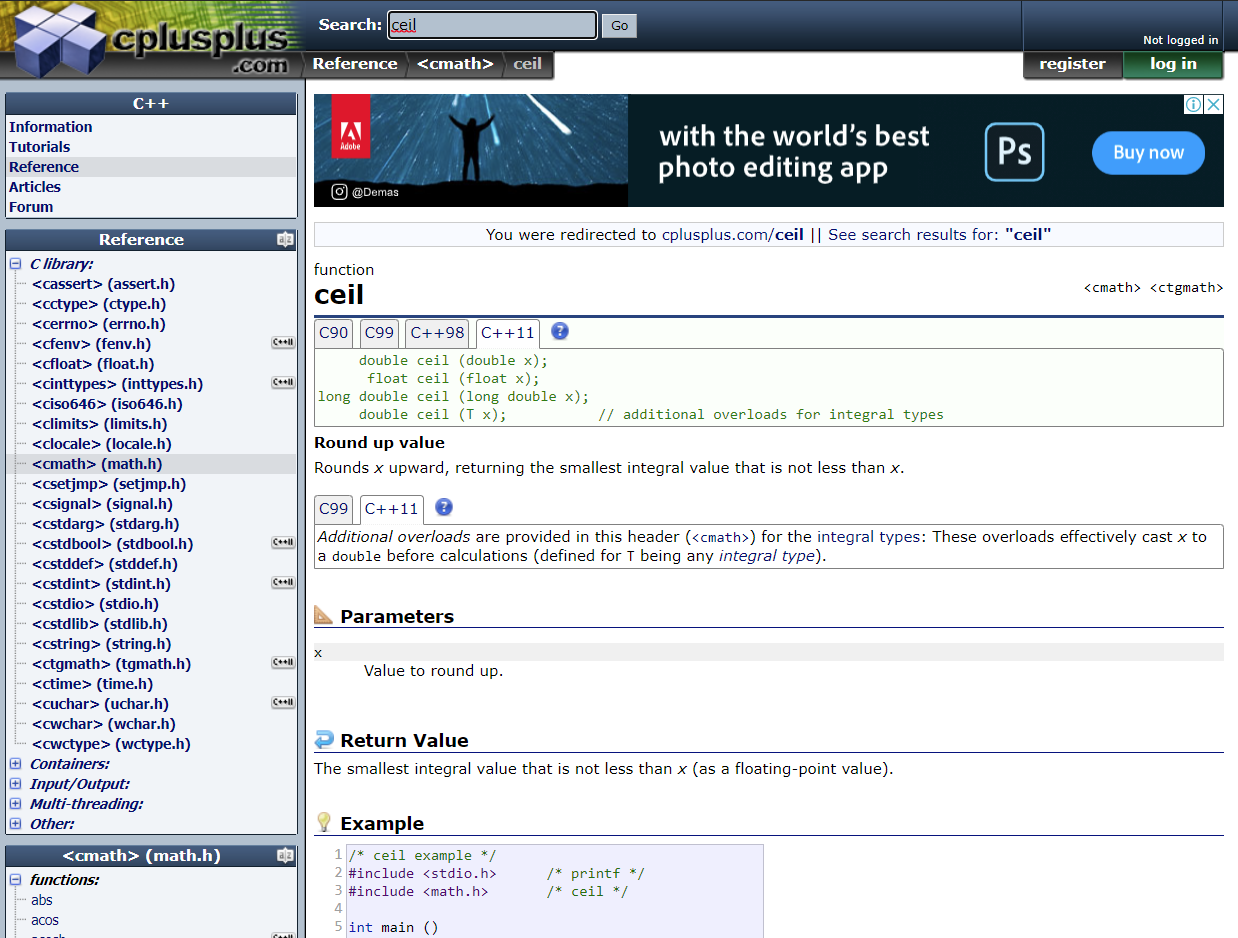 cplusplus
.com
Search: ceil Go
Not logged in
Reference <cmath> ceil
register log in
C++
Information
Tutorials
Reference
Articles
Forum
Reference
C library:
<cassert> (assert.h)
<cctype> (ctype.h)
<cerrno> (errno.h)
<cfenv> (fenv.h) C++11
<cfloat> (float.h)
<cinttypes> (inttypes.h) C++11
<ciso646> (iso646.h)
<climits> (limits.h)
<clocale> (locale.h)
<cmath> (math.h)
<csetjmp> (setjmp.h)
<csignal> (signal.h)
<cstdarg> (stdarg.h)
<cstdbool> (stdbool.h) C++11
<cstddef> (stddef.h)
<cstdint> (stdint.h) C++11
<cstdio> (stdio.h)
<cstdlib> (stdlib.h)
<cstring> (string.h)
<ctgmath> (tgmath.h) C++11
<ctime> (time.h)
<cuchar> (uchar.h) C++11
<cwchar> (wchar.h)
<cwctype> (wctype.h)
Containers:
Input/Output:
Multi-threading:
Other:
<cmath> (math.h)
functions:
abs
acos
Adobe
@Demas
with the world's best
photo editing app
Ps
Buy now
You were redirected to cplusplus.com/ceil || See search results for: "ceil"
function
ceil
<cmath> <ctgmath>
C90 C99 C++98 C++11 ?
double ceil (double x);
float ceil (float x);
long double ceil (long double x);
double ceil (T x); // additional overloads for integral types
Round up value
Rounds x upward, returning the smallest integral value that is not less than x.
C99 C++11 ?
Additional overloads are provided in this header (<cmath>) for the integral types: These overloads effectively cast x to
a double before calculations (defined for T being any integral type).
Parameters
x
Value to round up.
Return Value
The smallest integral value that is not less than x (as a floating-point value).
Example
1 /* ceil example */
2 #include <stdio.h> /* printf */
3 #include <math.h> /* ceil */
4
5 int main ()